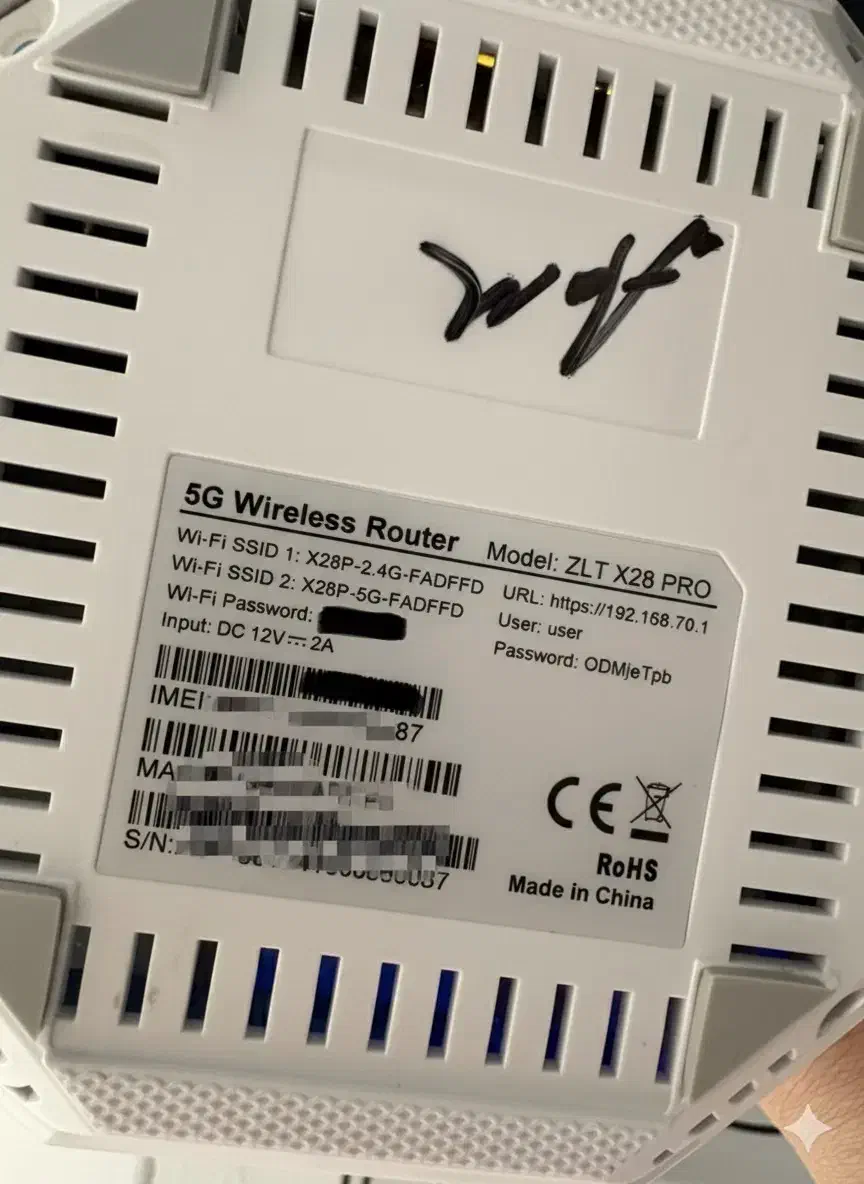 5G Wireless Router
Model: ZLT X28 PRO
Wi-Fi SSID 1: X28P-2.4G-FADFFD
Wi-Fi SSID 2: X28P-5G-FADFFD
Wi-Fi Password:
Input: DC 12V⎓2A
URL: https://192.168.70.1
User: user
Password: ODMjeTpb
IMEI
87
MA
S/N:
CE
RoHS
Made in China